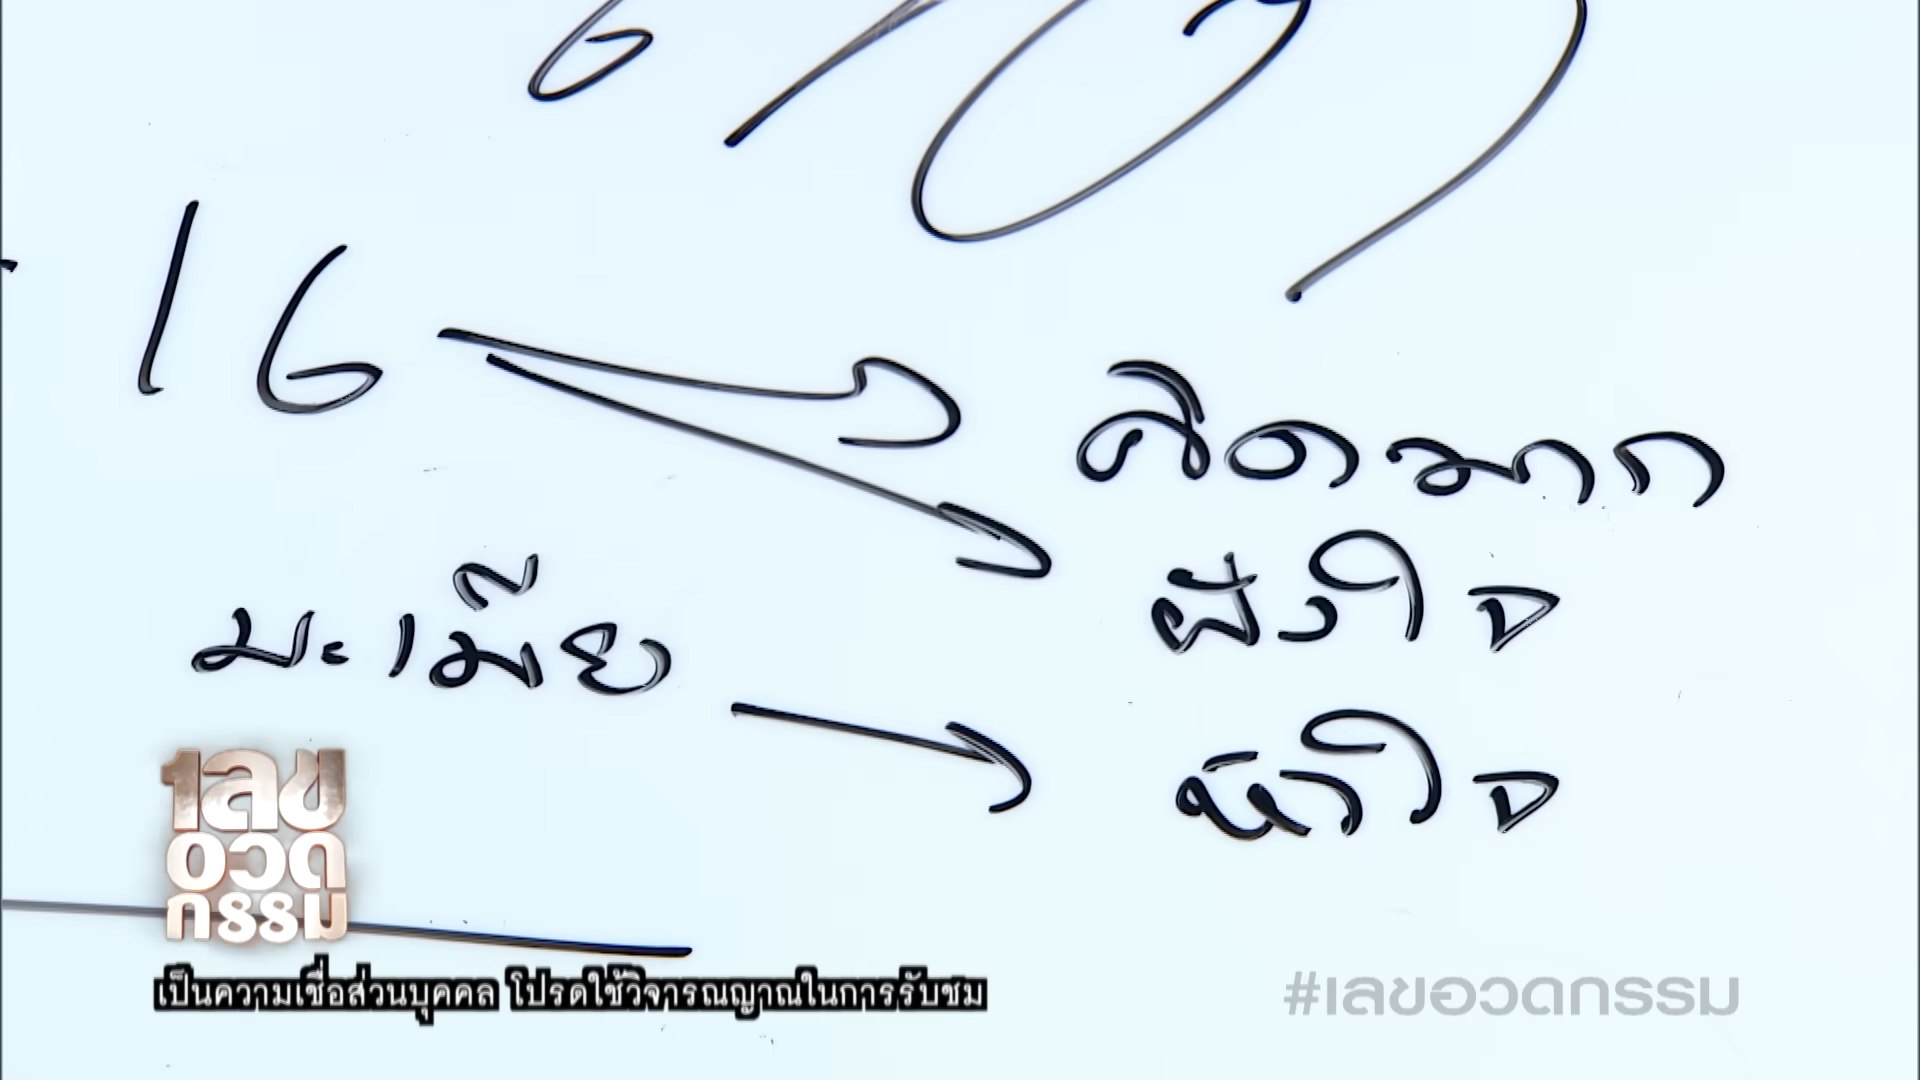 16
คิดมาก
ฝังใจ
มะเมีย
หัวใจ
เลข
อวด
กรรม
เป็นความเชื่อส่วนบุคคล โปรดใช้วิจารณญาณในการรับชม
#เลขอวดกรรม